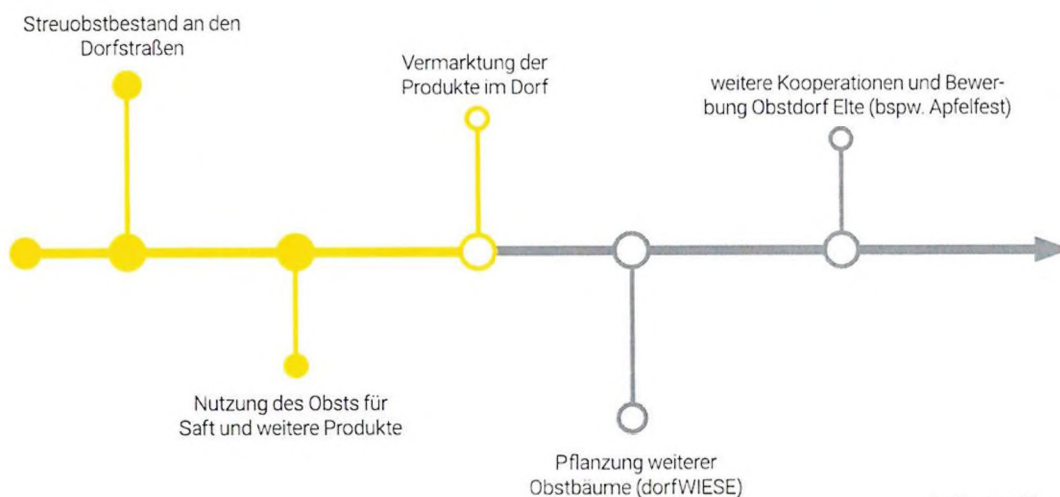 Streuobstbestand an den
Dorfstraßen
Vermarktung der
Produkte im Dorf
weitere Kooperationen und Bewer-
bung Obstdorf Elte (bspw. Apfelfest)
Nutzung des Obsts für
Saft und weitere Produkte
Pflanzung weiterer
Obstbäume (dorfWIESE)